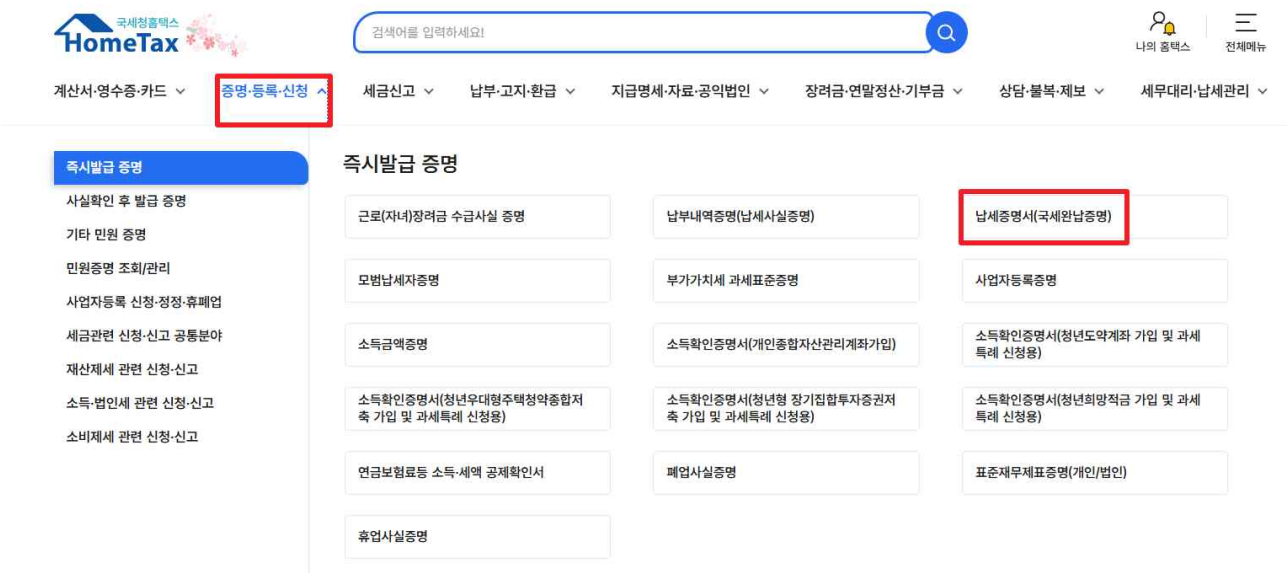 국세청홈택스
HomeTax
검색어를 입력하세요!
나의 홈택스
전체메뉴
계산서·영수증·카드
증명·등록·신청
세금신고
납부·고지·환급
지급명세·자료·공익법인
장려금·연말정산·기부금
상담·불복·제보
세무대리·납세관리
즉시발급 증명
사실확인 후 발급 증명
기타 민원 증명
민원증명 조회/관리
사업자등록 신청·정정·휴폐업
세금관련 신청·신고 공통분야
재산제세 관련 신청·신고
소득·법인세 관련 신청·신고
소비제세 관련 신청·신고
즉시발급 증명
근로(자녀)장려금 수급사실 증명
납부내역증명(납세사실증명)
납세증명서(국세완납증명)
모범납세자증명
부가가치세 과세표준증명
사업자등록증명
소득금액증명
소득확인증명서(개인종합자산관리계좌가입)
소득확인증명서(청년도약계좌 가입 및 과세
특례 신청용)
소득확인증명서(청년우대형주택청약종합저
축 가입 및 과세특례 신청용)
소득확인증명서(청년형 장기집합투자증권저
축 가입 및 과세특례 신청용)
소득확인증명서(청년희망적금 가입 및 과세
특례 신청용)
연금보험료등 소득·세액 공제확인서
폐업사실증명
표준재무제표증명(개인/법인)
휴업사실증명